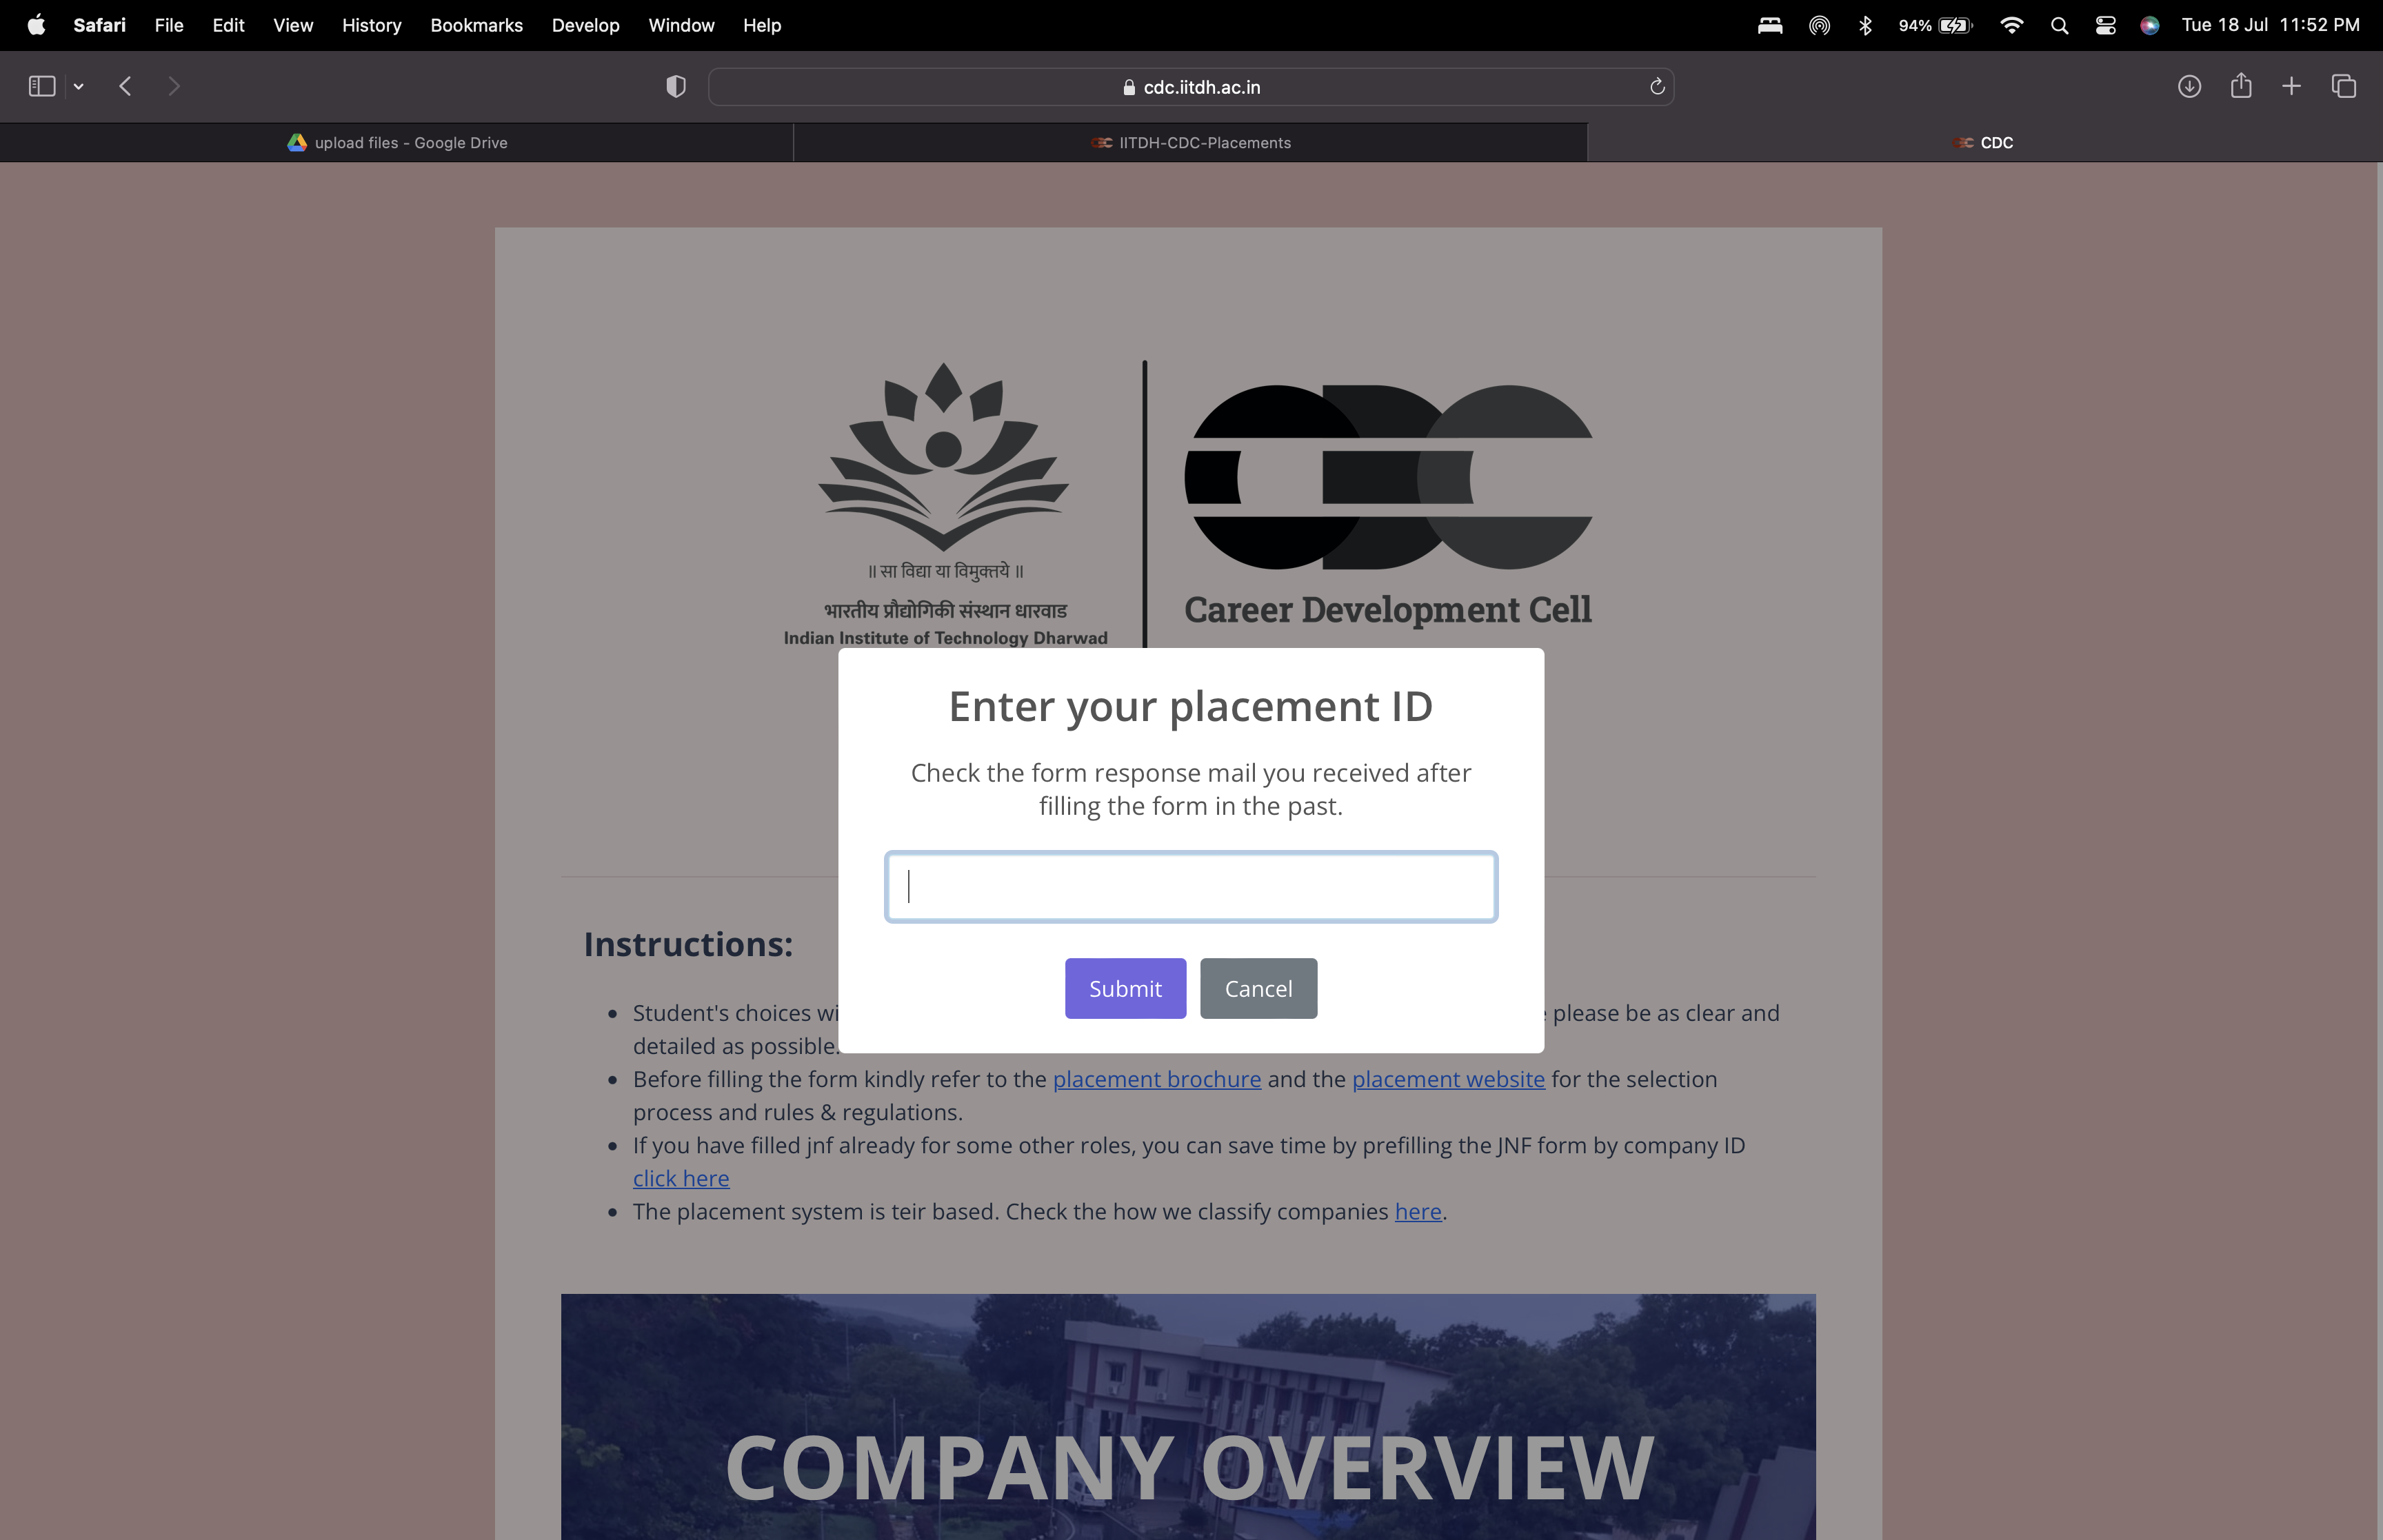 Safari File Edit View History Bookmarks Develop Window Help 94% Tue 18 Jul 11:52 PM
cdc.iitdh.ac.in
upload files - Google Drive IITDH-CDC-Placements CDC
॥ सा विद्या या विमुक्तये ॥
भारतीय प्रौद्योगिकी संस्थान धारवाड
Indian Institute of Technology Dharwad
CDC
Career Development Cell
Enter your placement ID
Check the form response mail you received after
filling the form in the past.
Submit Cancel
Instructions:
Student's choices please be as clear and
detailed as possible.
Before filling the form kindly refer to the placement brochure and the placement website for the selection
process and rules & regulations.
If you have filled jnf already for some other roles, you can save time by prefilling the JNF form by company ID
click here
The placement system is teir based. Check the how we classify companies here.
COMPANY OVERVIEW